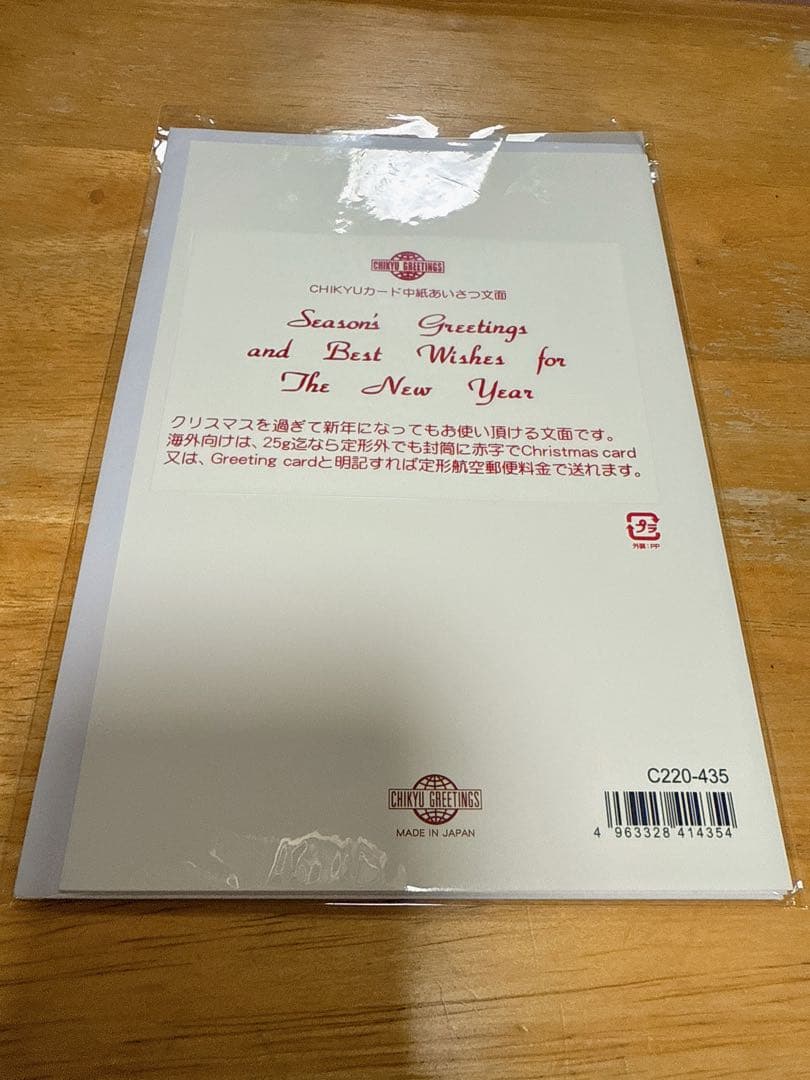 CHIKYU GREETINGS
CHIKYUカード中紙あいさつ文面
Season's Greetings
and Best Wishes for
The New Year
クリスマスを過ぎて新年になってもお使い頂ける文面です。
海外向けは、25g迄なら定形外でも封筒に赤字でChristmas card
又は、Greeting cardと明記すれば定形航空郵便料金で送れます。
プラ
外装:PP
C220-435
CHIKYU GREETINGS
MADE IN JAPAN
4 963328 414354